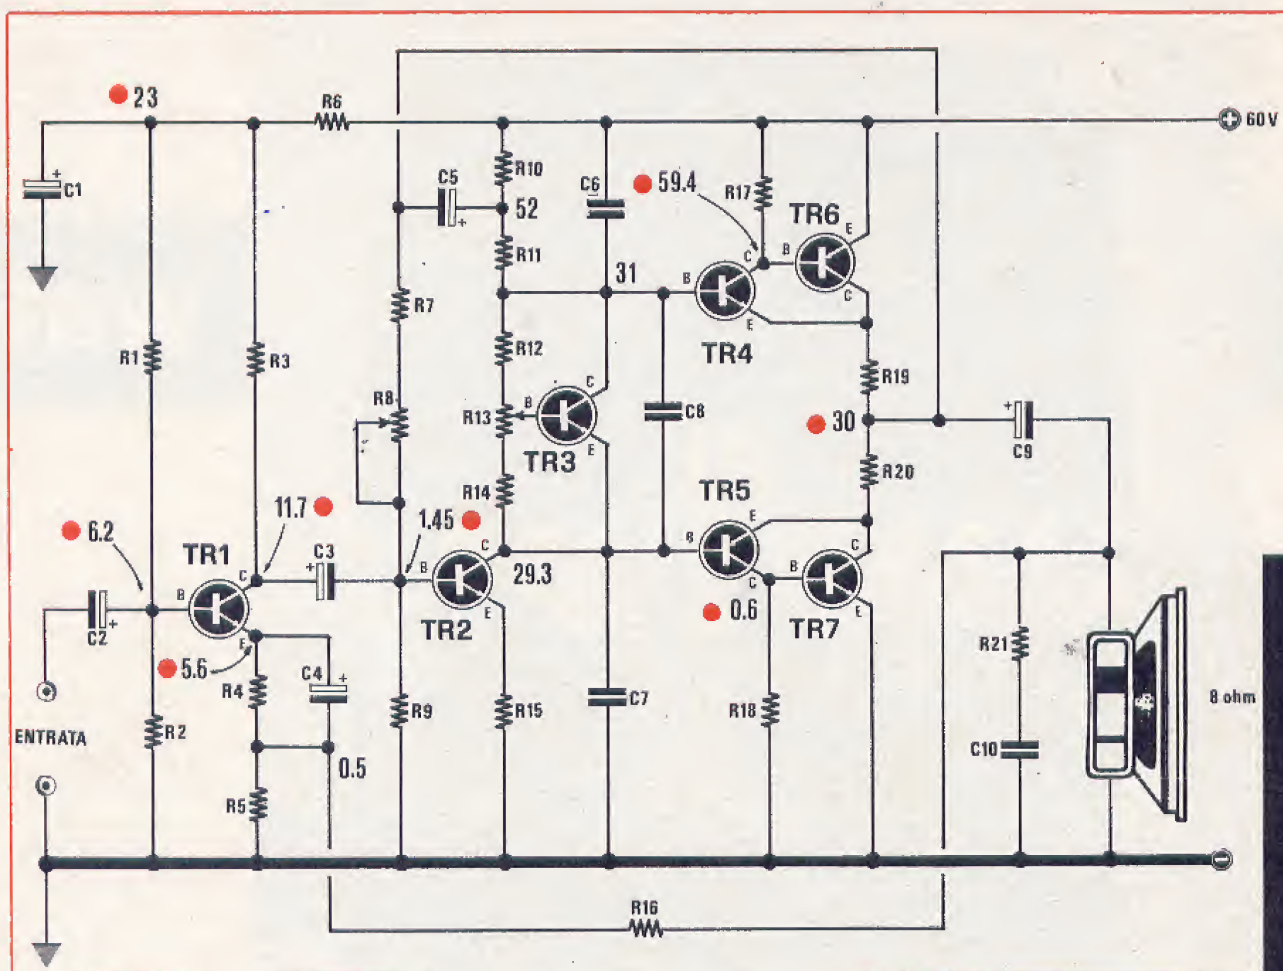 23
R6
60V
C1
C5
R10
C6
59.4
R17
TR6
E
52
B
C
R11
C
31
B
R7
E
TR4
R1
R3
R12
R19
R8
R13
B
C
C8
30
C9
TR3
E
R20
R14
TR5
11.7
1.45
E
6.2
C3
C
B
C
TR1
B
29.3
C
B
C
E
0.6
E
TR7
B
TR2
C2
E
5.6
C4
R4
R21
R9
R15
C7
R18
8 ohm
ENTRATA
R2
0.5
C10
R5
R16